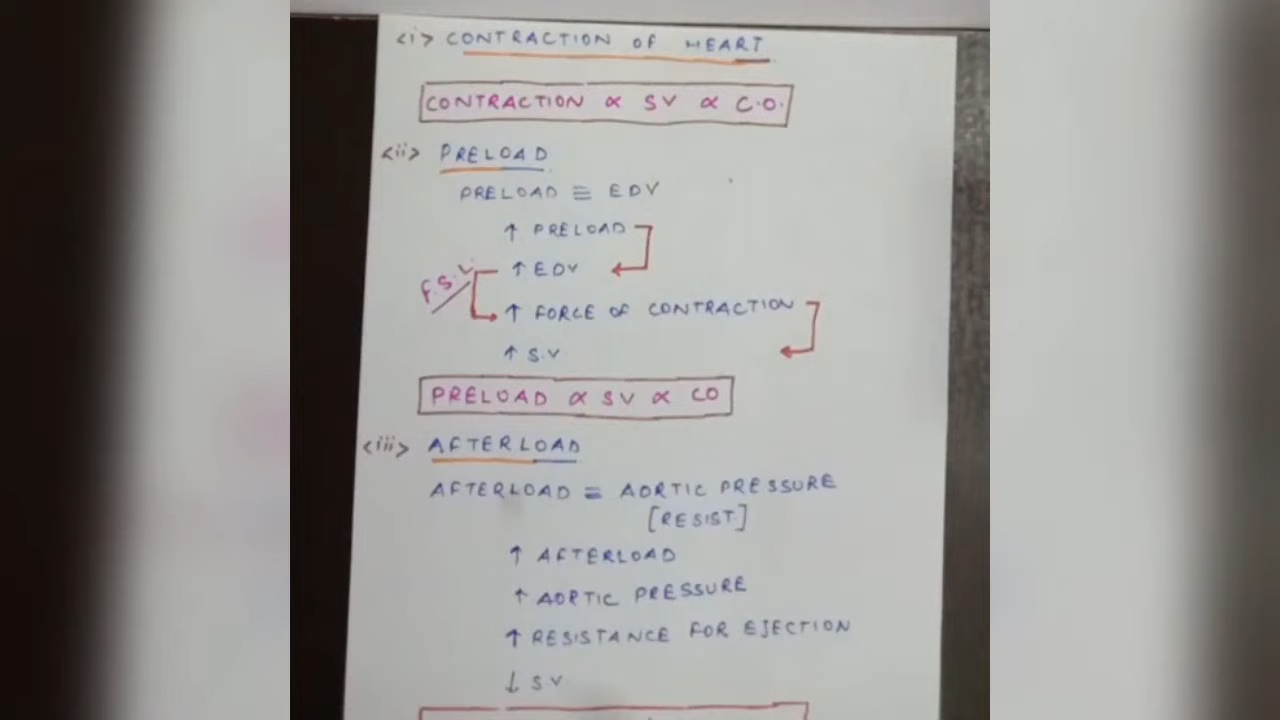 <i> CONTRACTION OF HEART
CONTRACTION ∝ SV ∝ C.O.
<ii> PRELOAD
PRELOAD ≡ EDV
↑ PRELOAD
↑ EDV
F.S.L.
↑ FORCE OF CONTRACTION
↑ S.V
PRELOAD ∝ SV ∝ CO
<iii> AFTERLOAD
AFTERLOAD ≡ AORTIC PRESSURE
[RESIST.]
↑ AFTERLOAD
↑ AORTIC PRESSURE
↑ RESISTANCE FOR EJECTION
↓ SV